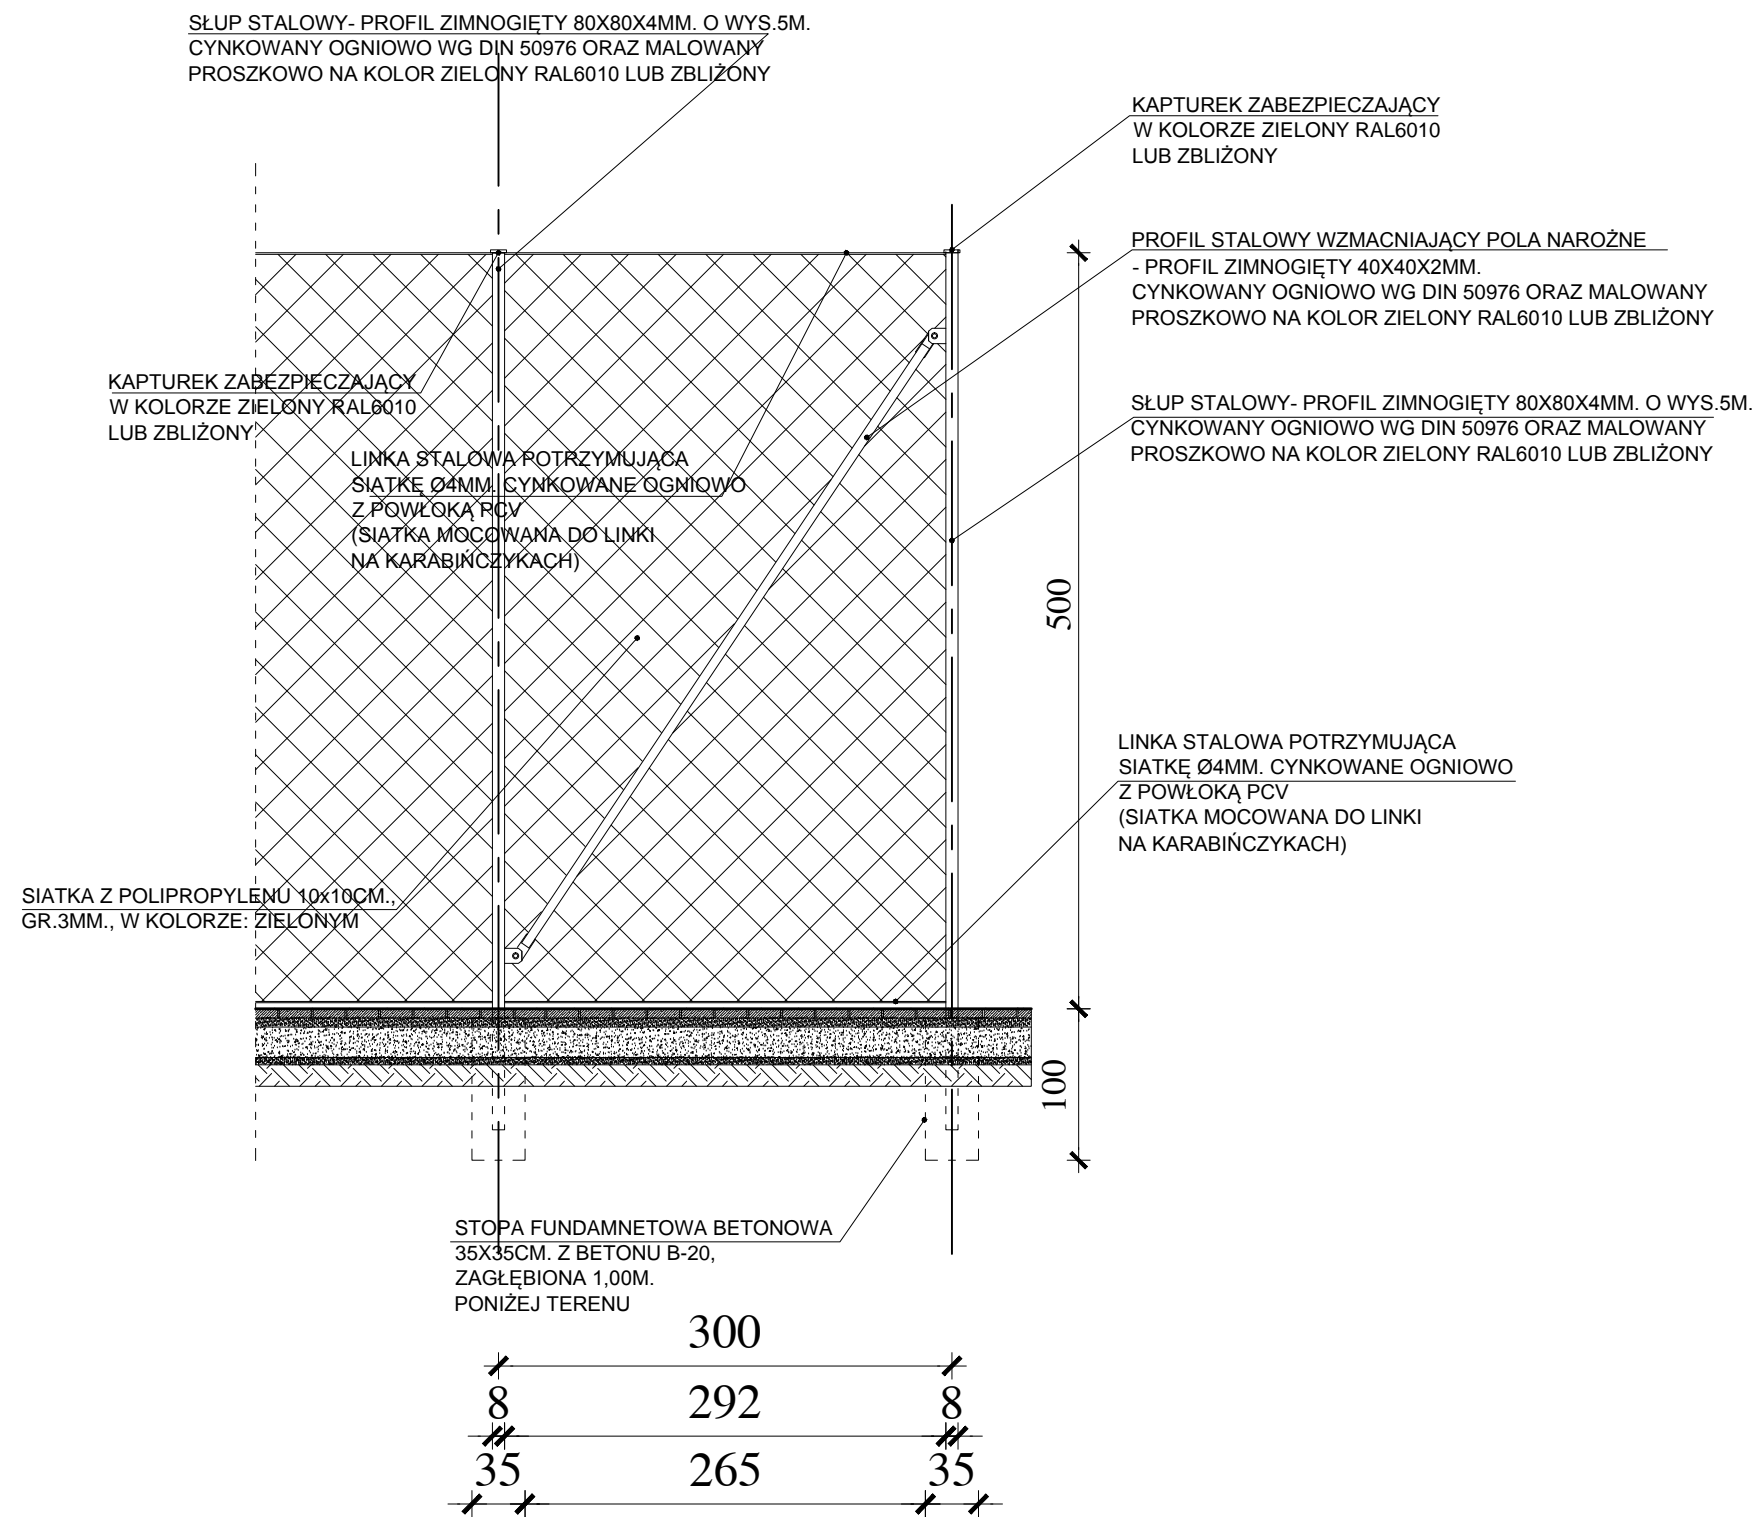 SŁUP STALOWY- PROFIL ZIMNOGIĘTY 80X80X4MM. O WYS.5M.
CYNKOWANY OGNIOWO WG DIN 50976 ORAZ MALOWANY
PROSZKOWO NA KOLOR ZIELONY RAL6010 LUB ZBLIŻONY
KAPTUREK ZABEZPIECZAJĄCY
W KOLORZE ZIELONY RAL6010
LUB ZBLIŻONY
PROFIL STALOWY WZMACNIAJĄCY POLA NAROŻNE
- PROFIL ZIMNOGIĘTY 40X40X2MM.
CYNKOWANY OGNIOWO WG DIN 50976 ORAZ MALOWANY
PROSZKOWO NA KOLOR ZIELONY RAL6010 LUB ZBLIŻONY
KAPTUREK ZABEZPIECZAJĄCY
W KOLORZE ZIELONY RAL6010
LUB ZBLIŻONY
SŁUP STALOWY- PROFIL ZIMNOGIĘTY 80X80X4MM. O WYS.5M.
CYNKOWANY OGNIOWO WG DIN 50976 ORAZ MALOWANY
PROSZKOWO NA KOLOR ZIELONY RAL6010 LUB ZBLIŻONY
LINKA STALOWA POTRZYMUJĄCA
SIATKĘ Ø4MM. CYNKOWANE OGNIOWO
Z POWŁOKĄ PCV
(SIATKA MOCOWANA DO LINKI
NA KARABIŃCZYKACH)
500
LINKA STALOWA POTRZYMUJĄCA
SIATKĘ Ø4MM. CYNKOWANE OGNIOWO
Z POWŁOKĄ PCV
(SIATKA MOCOWANA DO LINKI
NA KARABIŃCZYKACH)
SIATKA Z POLIPROPYLENU 10x10CM.,
GR.3MM., W KOLORZE: ZIELONYM
100
STOPA FUNDAMNETOWA BETONOWA
35X35CM. Z BETONU B-20,
ZAGŁĘBIONA 1,00M.
PONIŻEJ TERENU
300
8 292 8
35 265 35